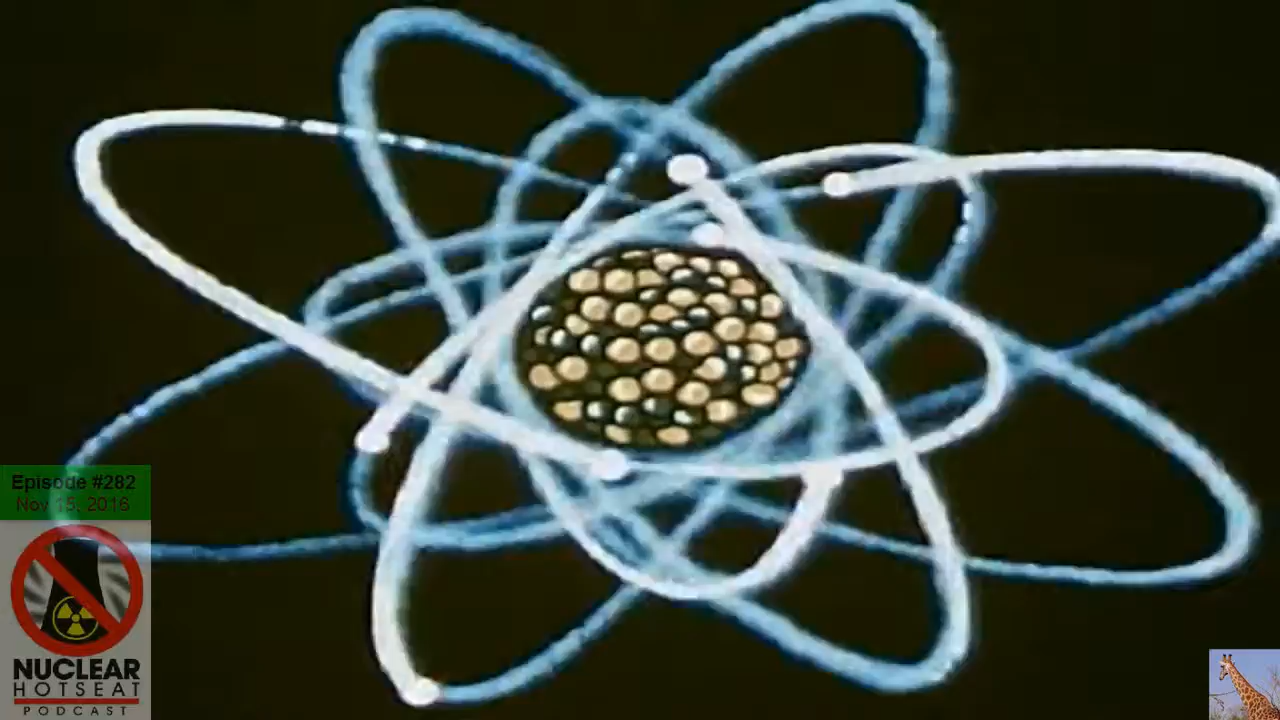 Episode #282
Nov 15, 2016
NUCLEAR
HOTSEAT
PODCAST